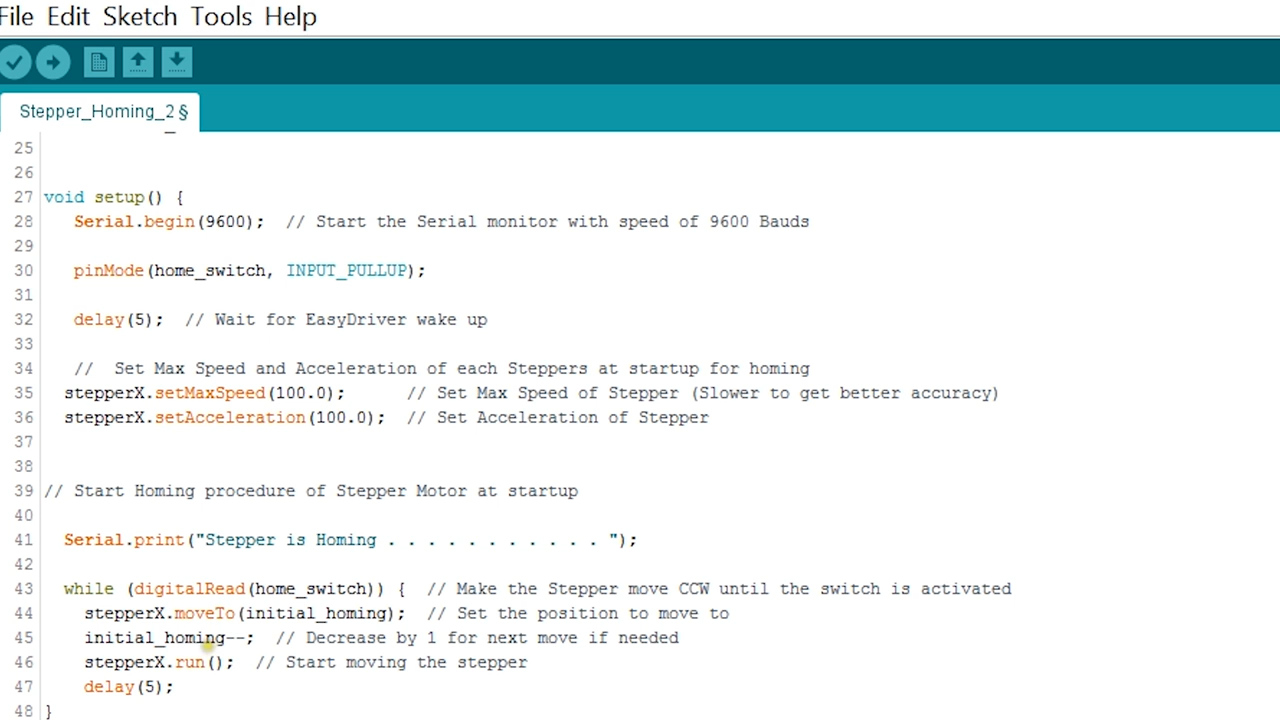 File Edit Sketch Tools Help
Stepper_Homing_2 §
25
26
27 void setup() {
28 Serial.begin(9600); // Start the Serial monitor with speed of 9600 Bauds
29
30 pinMode(home_switch, INPUT_PULLUP);
31
32 delay(5); // Wait for EasyDriver wake up
33
34 // Set Max Speed and Acceleration of each Steppers at startup for homing
35 stepperX.setMaxSpeed(100.0); // Set Max Speed of Stepper (Slower to get better accuracy)
36 stepperX.setAcceleration(100.0); // Set Acceleration of Stepper
37
38
39 // Start Homing procedure of Stepper Motor at startup
40
41 Serial.print("Stepper is Homing . . . . . . . . . . . ");
42
43 while (digitalRead(home_switch)) { // Make the Stepper move CCW until the switch is activated
44 stepperX.moveTo(initial_homing); // Set the position to move to
45 initial_homing--; // Decrease by 1 for next move if needed
46 stepperX.run(); // Start moving the stepper
47 delay(5);
48 }